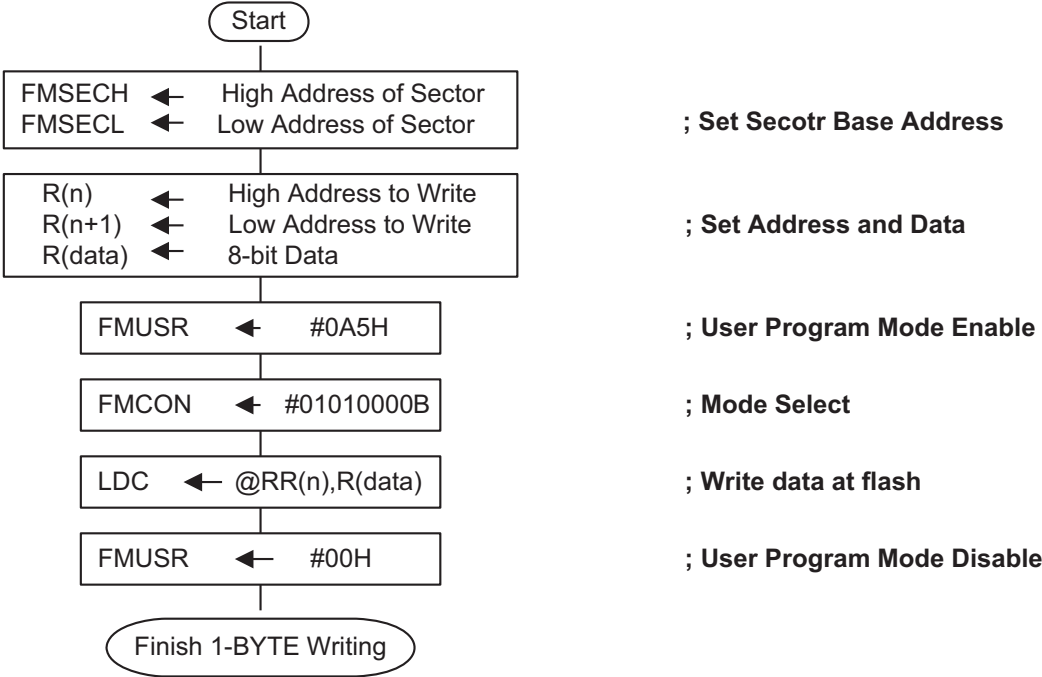 Start
FMSECH ← High Address of Sector
FMSECL ← Low Address of Sector
; Set Secotr Base Address
R(n) ← High Address to Write
R(n+1) ← Low Address to Write
R(data) ← 8-bit Data
; Set Address and Data
FMUSR ← #0A5H
; User Program Mode Enable
FMCON ← #01010000B
; Mode Select
LDC ← @RR(n),R(data)
; Write data at flash
FMUSR ← #00H
; User Program Mode Disable
Finish 1-BYTE Writing